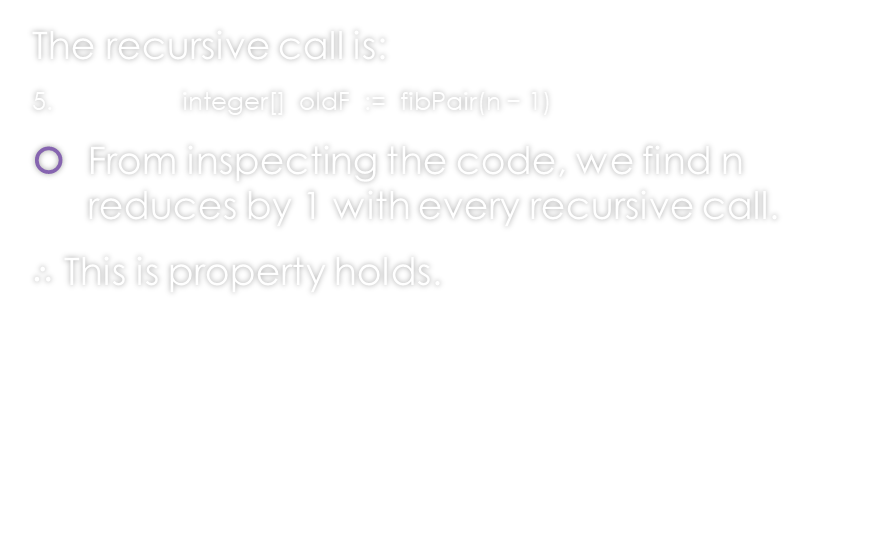 The recursive call is:
5. integer[] oldF := fibPair(n − 1)
From inspecting the code, we find n
reduces by 1 with every recursive call.
∴ This is property holds.